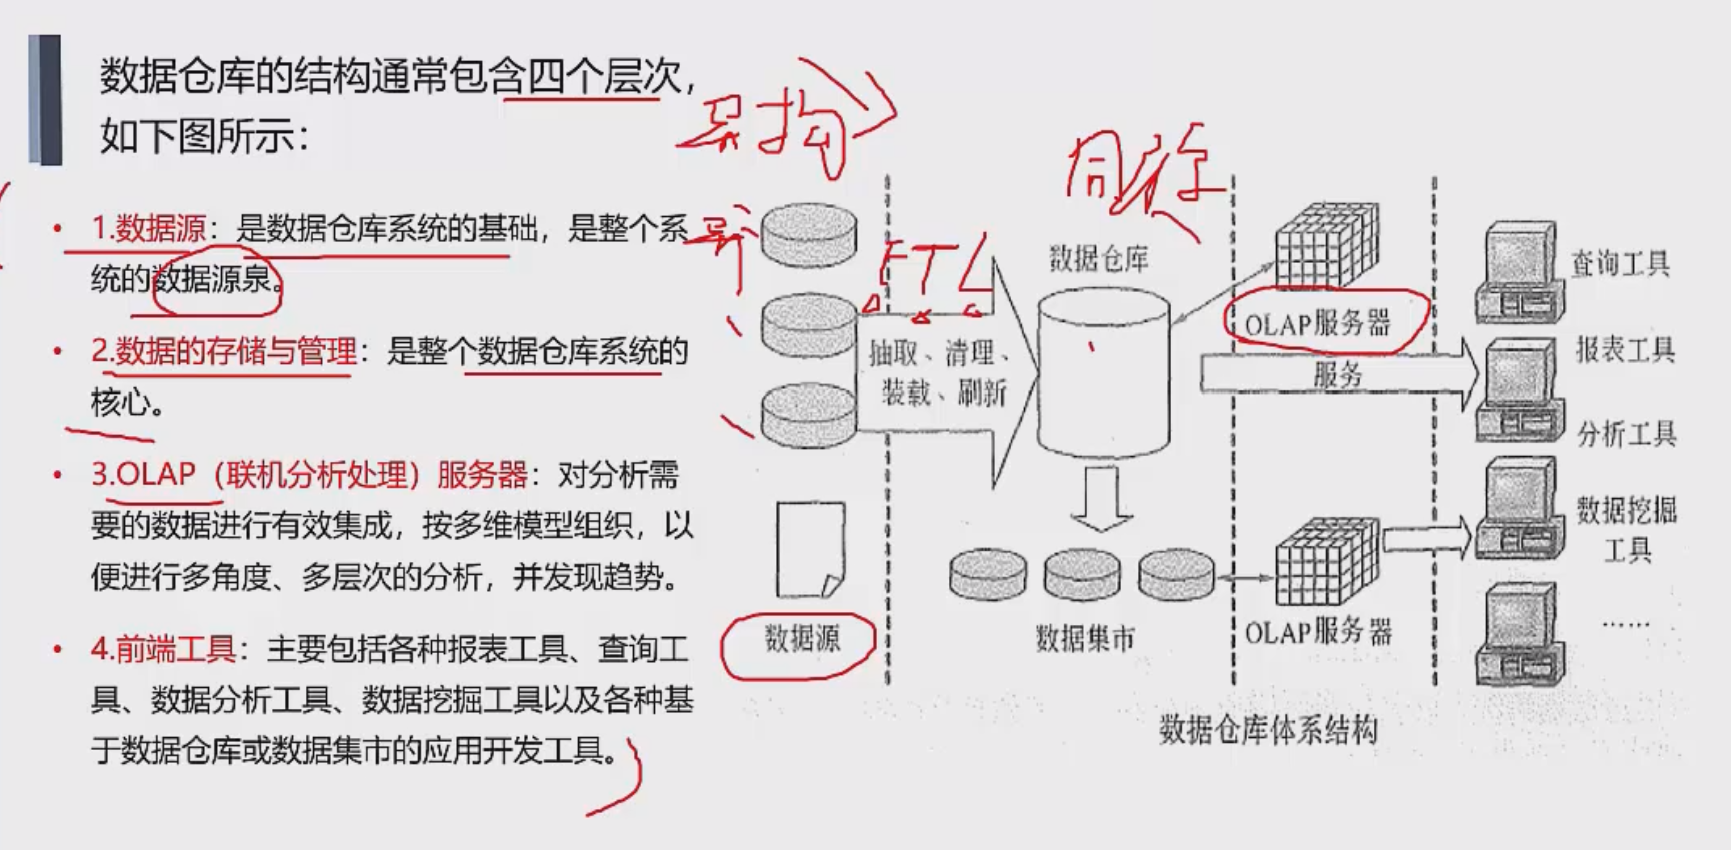 数据仓库的结构通常包含四个层次，
如下图所示：
• 1.数据源：是数据仓库系统的基础，是整个系
统的数据源泉。
• 2.数据的存储与管理：是整个数据仓库系统的
核心。
• 3.OLAP（联机分析处理）服务器：对分析需
要的数据进行有效集成，按多维模型组织，以
便进行多角度、多层次的分析，并发现趋势。
• 4.前端工具：主要包括各种报表工具、查询工
具、数据分析工具、数据挖掘工具以及各种基
于数据仓库或数据集市的应用开发工具。
异构
异
ETL
数据源
抽取、清理、
装载、刷新
数据仓库
数据集市
OLAP服务器
服务
OLAP服务器
查询工具
报表工具
分析工具
数据挖掘
工具
……
数据仓库体系结构